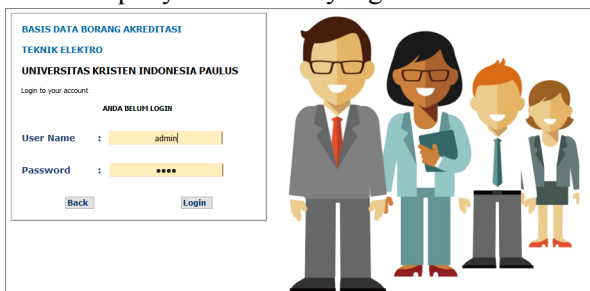 BASIS DATA BORANG AKREDITASI
TEKNIK ELEKTRO
UNIVERSITAS KRISTEN INDONESIA PAULUS
Login to your account
ANDA BELUM LOGIN
User Name : admin
Password : ••••
Back Login